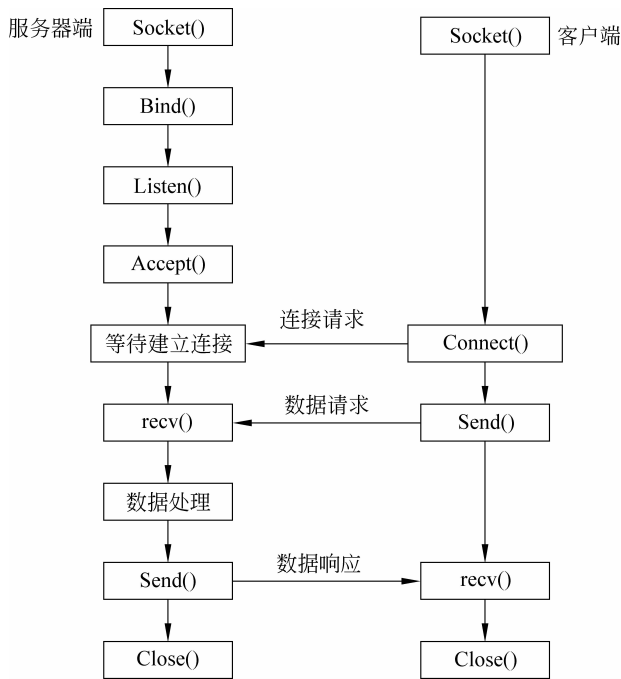 服务器端
Socket()
Socket()
客户端
Bind()
Listen()
Accept()
连接请求
等待建立连接
Connect()
数据请求
recv()
Send()
数据处理
数据响应
Send()
recv()
Close()
Close()